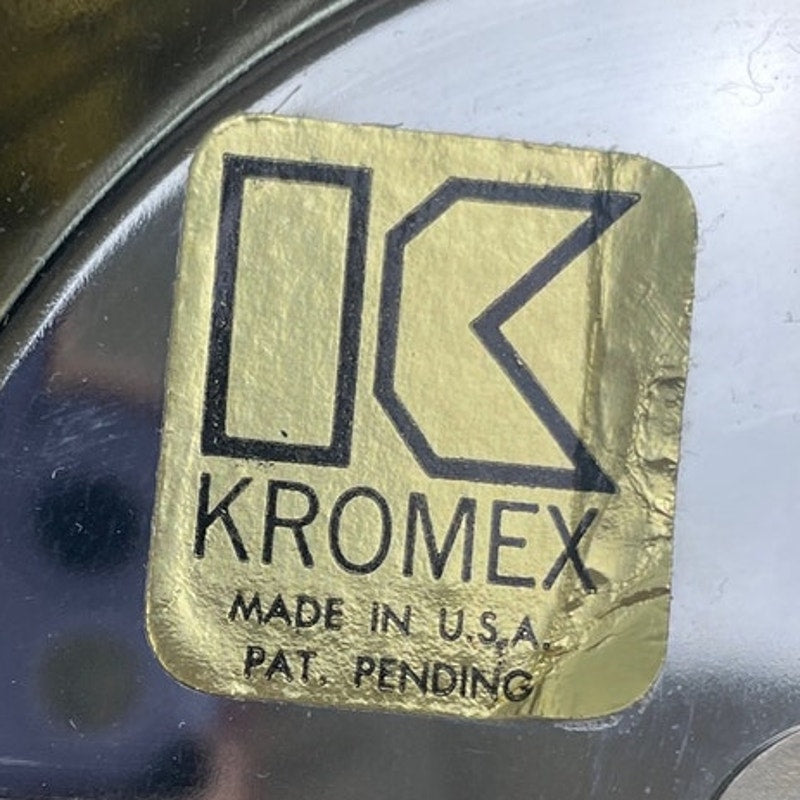 K
KROMEX
MADE IN U.S.A.
PAT. PENDING